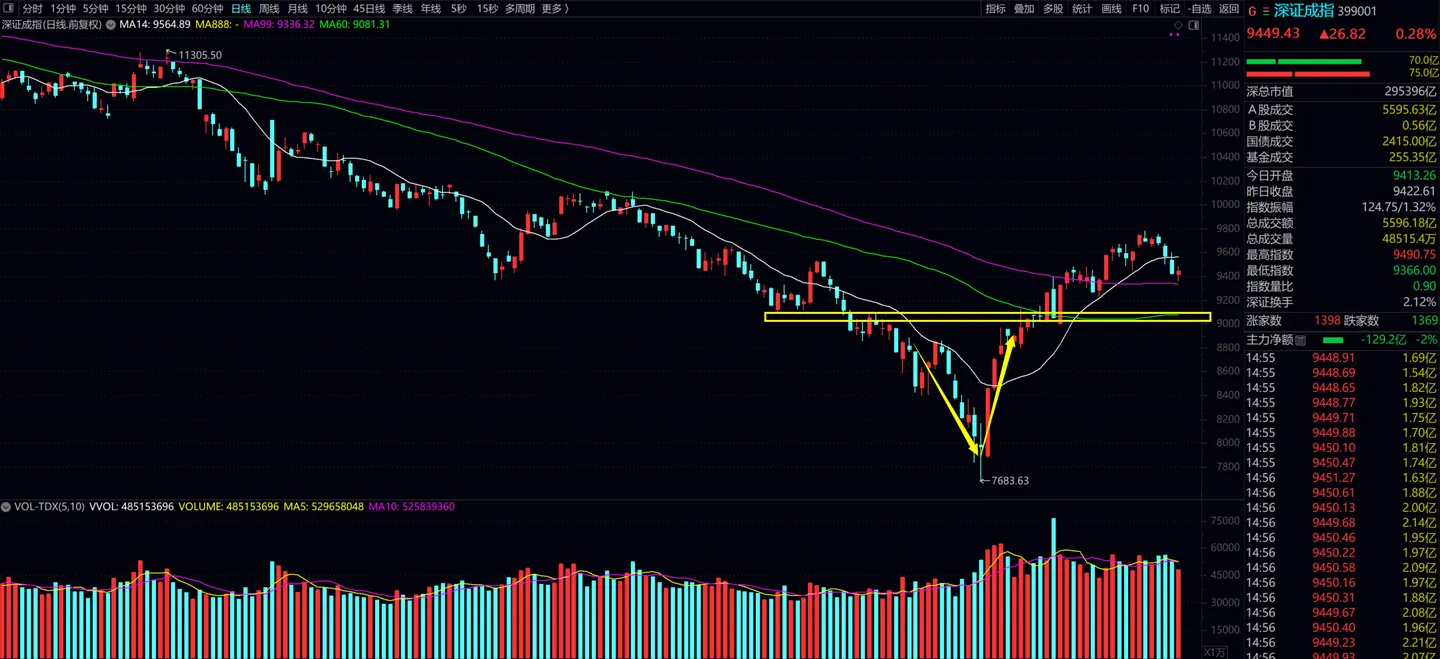 分时 1分钟 5分钟 15分钟 30分钟 60分钟 日线 周线 月线 10分钟 45日线 季线 年线 5秒 15秒 多周期 更多 〉 指标 叠加 多股 统计 画线 F10 标记 -自选 返回
深证成指(日线.前复权) MA14: 9564.89 MA888: - MA99: 9336.32 MA60: 9081.31
11305.50
7683.63
11400
11200
11000
10800
10600
10400
10200
10000
9800
9600
9400
9200
9000
8800
8600
8400
8200
8000
7800
VOL-TDX(5,10) VVOL: 485153696 VOLUME: 485153696 MA5: 529658048 MA10: 525839360
75000
60000
45000
30000
15000
X1万
G 深证成指 399001
9449.43 ▲26.82 0.28%
70.0亿
75.0亿
深总市值 295396亿
A股成交 5595.63亿
B股成交 0.56亿
国债成交 2415.00亿
基金成交 255.35亿
今日开盘 9413.26
昨日收盘 9422.61
指数振幅 124.75/1.32%
总成交额 5596.18亿
总成交量 48515.4万
最高指数 9490.75
最低指数 9366.00
指数量比 0.90
深证换手 2.12%
涨家数 1398 跌家数 1369
主力净额 -129.2亿 -2%
14:55 9448.91 1.69亿
14:55 9448.69 1.54亿
14:55 9448.65 1.82亿
14:55 9448.77 1.93亿
14:55 9449.71 1.75亿
14:55 9449.88 1.70亿
14:55 9450.10 1.81亿
14:55 9450.47 1.74亿
14:56 9451.27 1.63亿
14:56 9450.61 1.88亿
14:56 9450.13 2.00亿
14:56 9449.68 2.14亿
14:56 9450.46 1.95亿
14:56 9450.22 1.97亿
14:56 9450.58 2.09亿
14:56 9450.16 1.97亿
14:56 9450.31 1.88亿
14:56 9449.67 2.08亿
14:56 9450.40 1.96亿
14:56 9449.23 2.21亿
14:56 9449.93 2.07亿